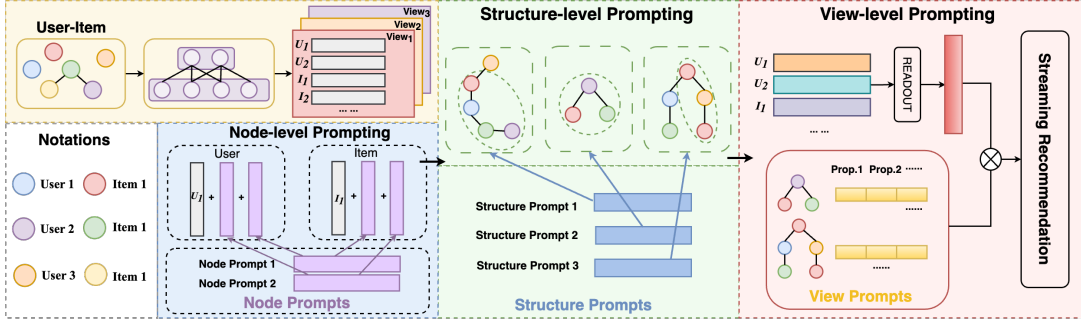 User-Item
View3
View2
View1
U1
U2
I1
I2
... ...
Notations
User 1
Item 1
User 2
Item 1
User 3
Item 1
Node-level Prompting
User
Item
U1
+
+
I1
+
+
Node Prompt 1
Node Prompt 2
Node Prompts
Structure-level Prompting
Structure Prompt 1
Structure Prompt 2
Structure Prompt 3
Structure Prompts
View-level Prompting
U1
U2
I1
... ...
READOUT
Prop.1 Prop.2 ......
......
......
View Prompts
Streaming Recommendation